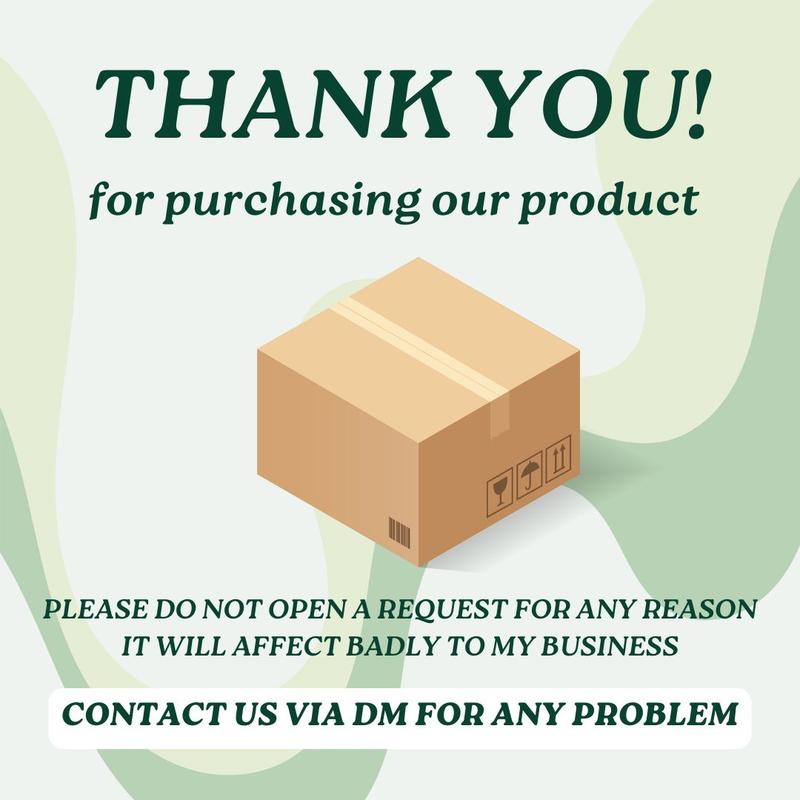 THANK YOU!
for purchasing our product
PLEASE DO NOT OPEN A REQUEST FOR ANY REASON
IT WILL AFFECT BADLY TO MY BUSINESS
CONTACT US VIA DM FOR ANY PROBLEM